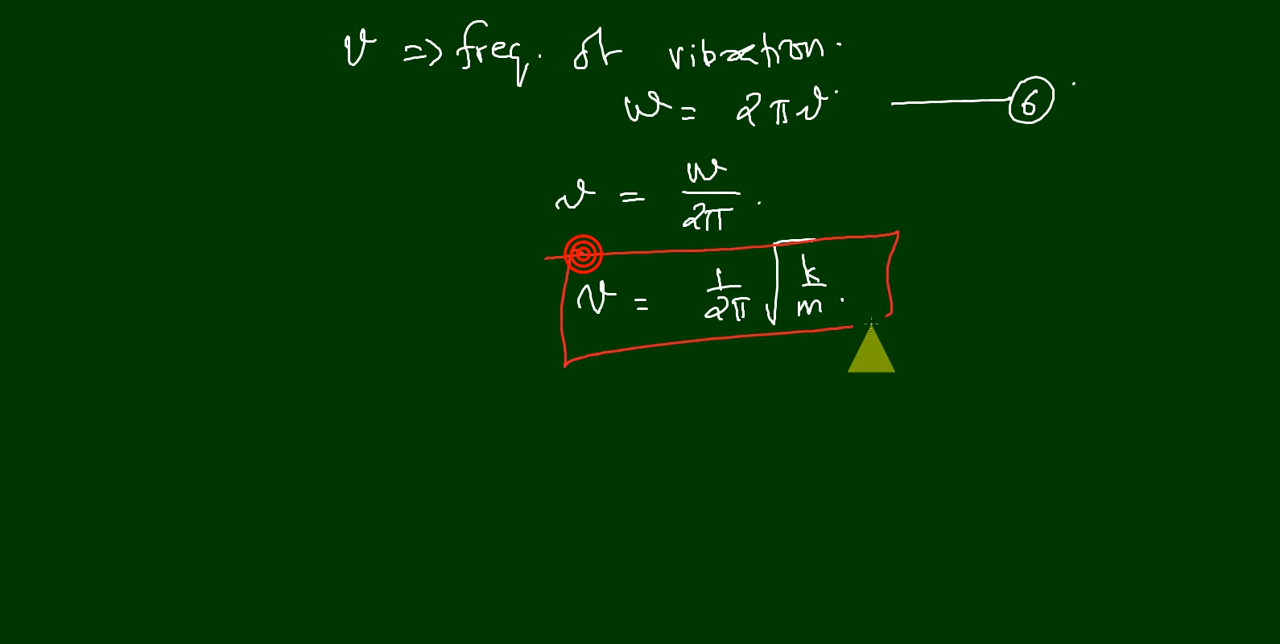 ν => freq. of vibration.
ω = 2πν ⑥
ν = ω/2π.
ν = 1/2π √k/m.